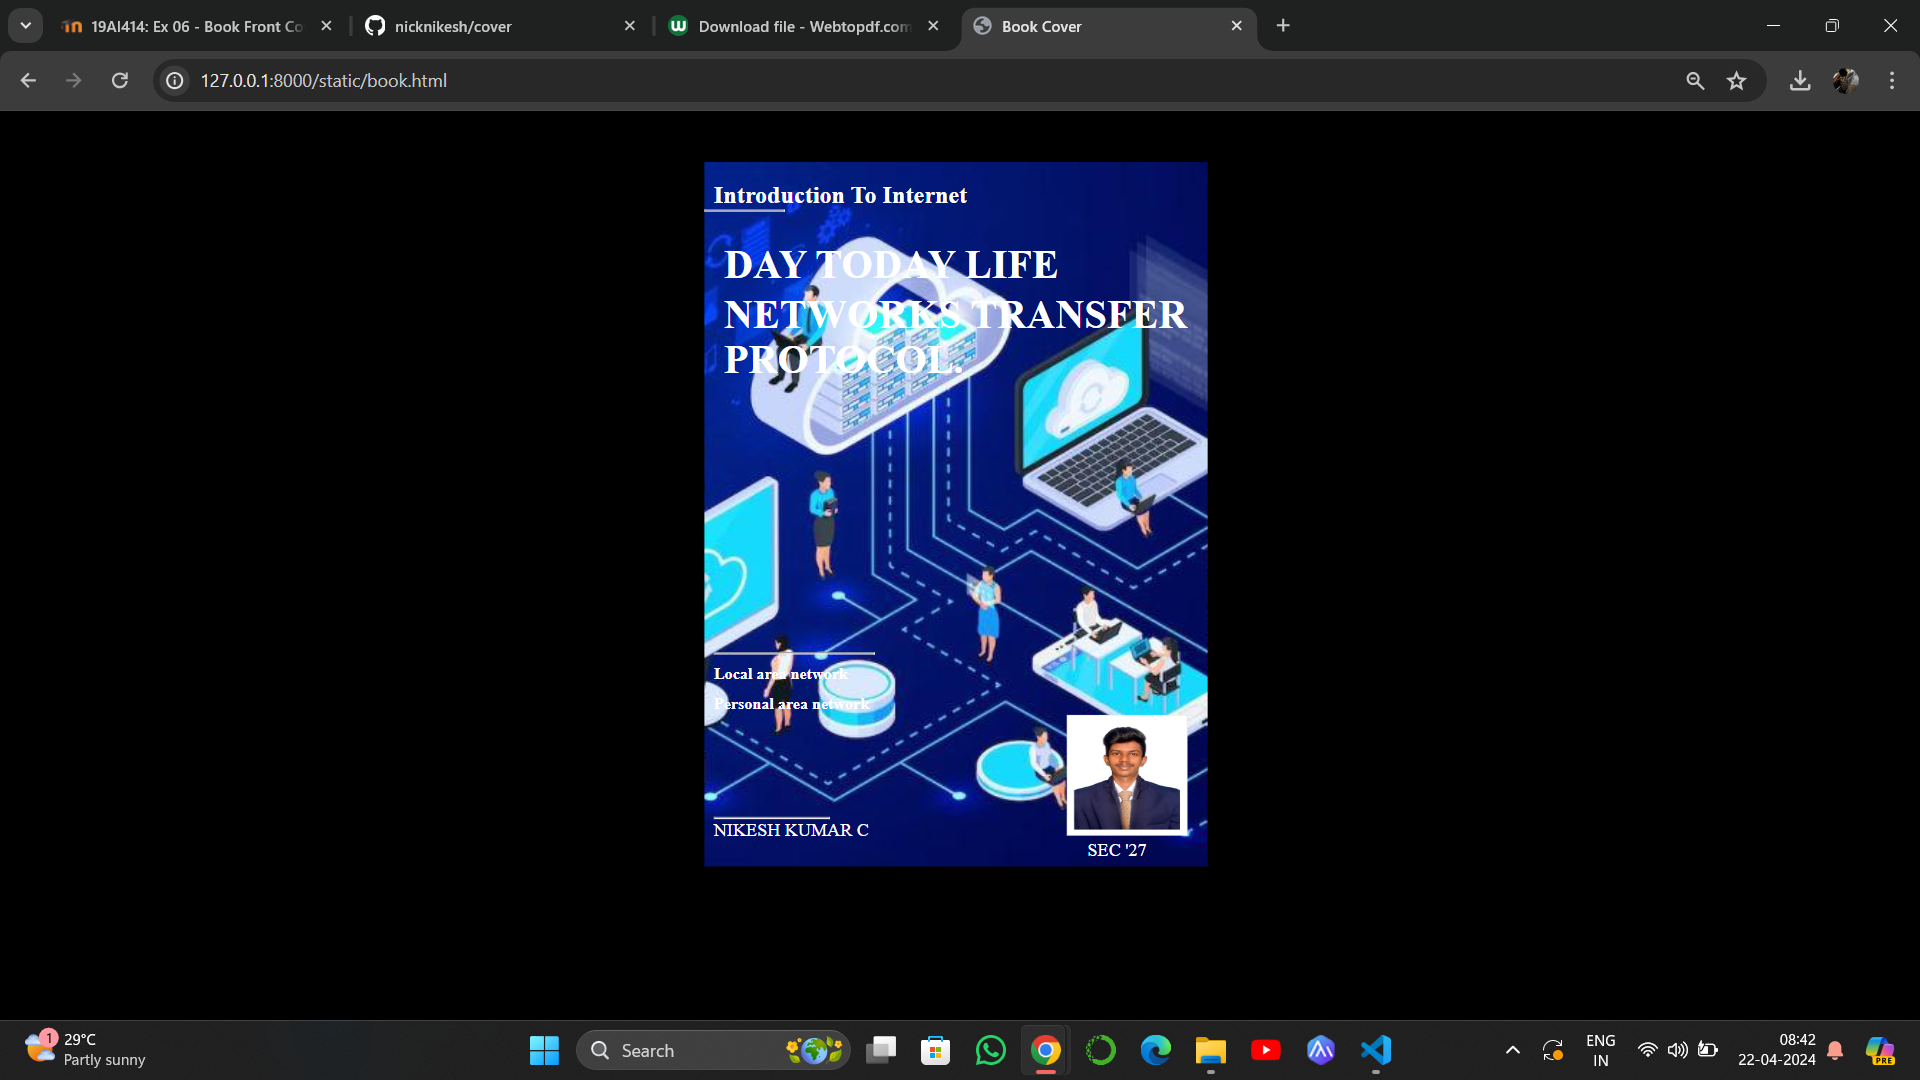 19AI414: Ex 06 - Book Front Co
nicknikesh/cover
Download file - Webtopdf.com
Book Cover
127.0.0.1:8000/static/book.html
Introduction To Internet
DAY TODAY LIFE
NETWORKS TRANSFER
PROTOCOL.
Local area network
Personal area network
NIKESH KUMAR C
SEC '27
1
29°C
Partly sunny
Search
PRE
ENG
IN
08:42
22-04-2024